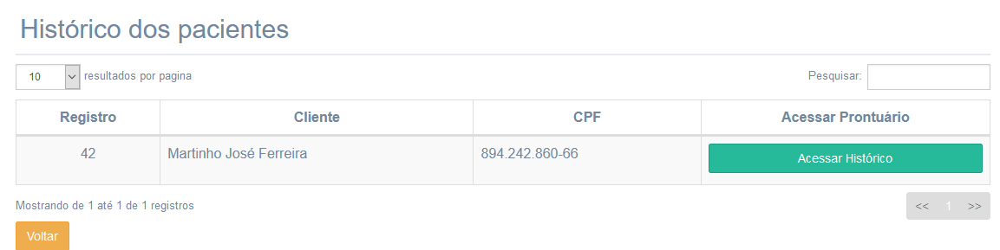 Histórico dos pacientes
10 resultados por pagina Pesquisar:
Registro Cliente CPF Acessar Prontuário
42 Martinho José Ferreira 894.242.860-66 Acessar Histórico
Mostrando de 1 até 1 de 1 registros << 1 >>
Voltar